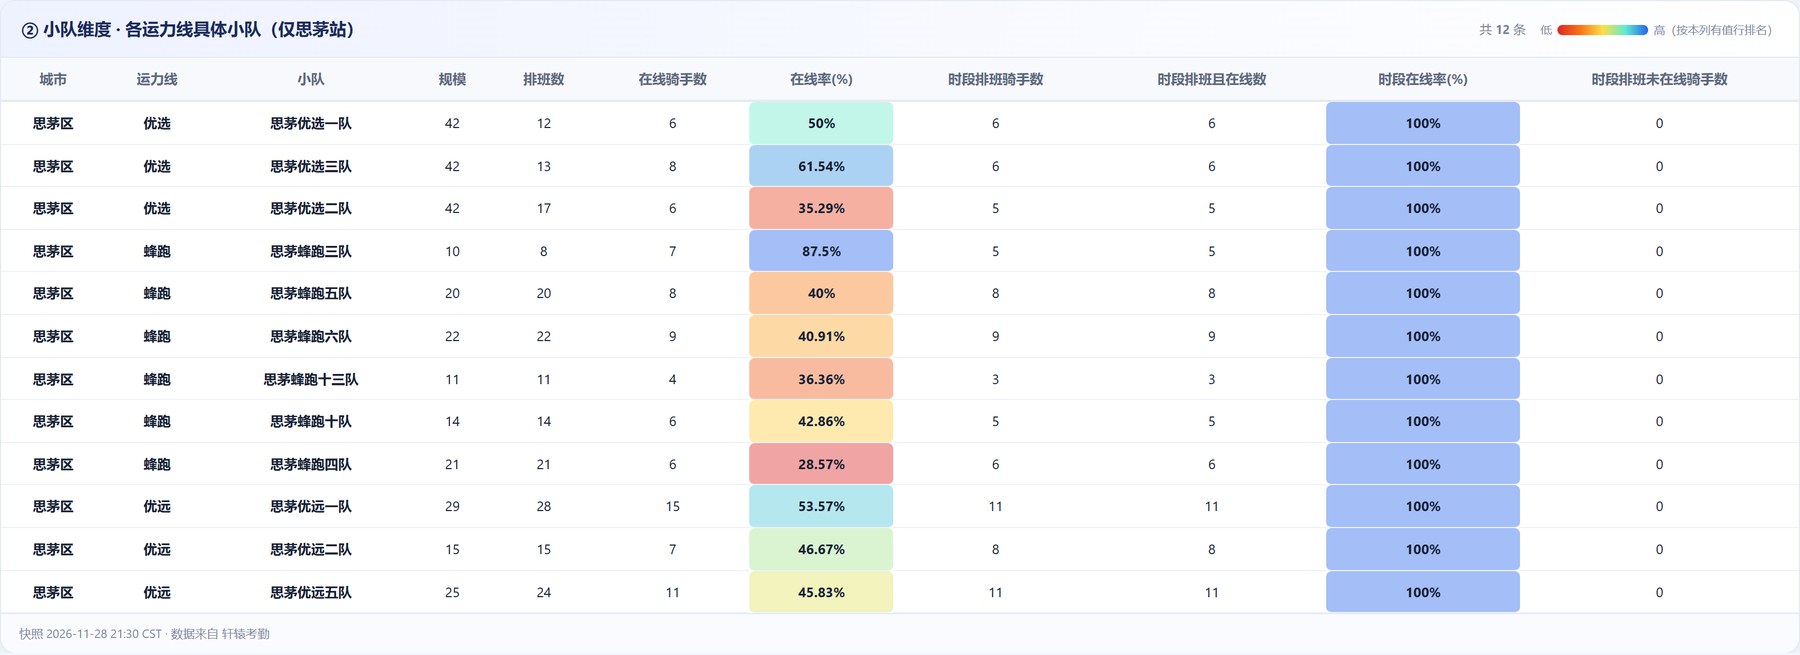 ② 小队维度 · 各运力线具体小队（仅思茅站）
共 12 条 低 高 (按本列有值行排名)
城市 运力线 小队 规模 排班数 在线骑手数 在线率(%) 时段排班骑手数 时段排班且在线数 时段在线率(%) 时段排班未在线骑手数
思茅区 优选 思茅优选一队 42 12 6 50% 6 6 100% 0
思茅区 优选 思茅优选三队 42 13 8 61.54% 6 6 100% 0
思茅区 优选 思茅优选二队 42 17 6 35.29% 5 5 100% 0
思茅区 蜂跑 思茅蜂跑三队 10 8 7 87.5% 5 5 100% 0
思茅区 蜂跑 思茅蜂跑五队 20 20 8 40% 8 8 100% 0
思茅区 蜂跑 思茅蜂跑六队 22 22 9 40.91% 9 9 100% 0
思茅区 蜂跑 思茅蜂跑十三队 11 11 4 36.36% 3 3 100% 0
思茅区 蜂跑 思茅蜂跑十队 14 14 6 42.86% 5 5 100% 0
思茅区 蜂跑 思茅蜂跑四队 21 21 6 28.57% 6 6 100% 0
思茅区 优远 思茅优远一队 29 28 15 53.57% 11 11 100% 0
思茅区 优远 思茅优远二队 15 15 7 46.67% 8 8 100% 0
思茅区 优远 思茅优远五队 25 24 11 45.83% 11 11 100% 0
快照 2026-11-28 21:30 CST · 数据来自 轩辕考勤